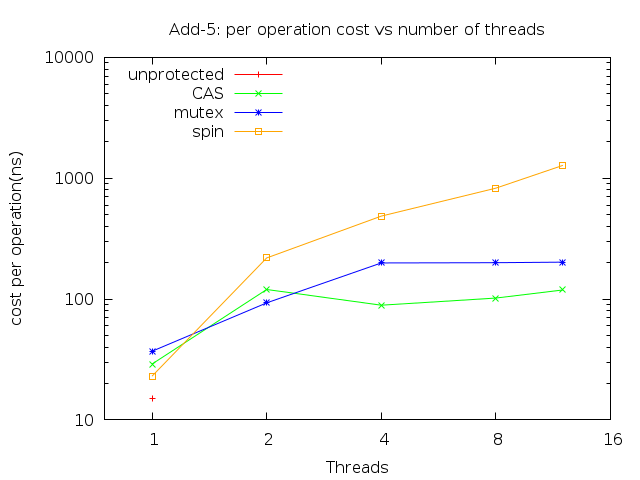 Add-5: per operation cost vs number of threads
10000
1000
100
10
cost per operation(ns)
unprotected
CAS
mutex
spin
1 2 4 8 16
Threads